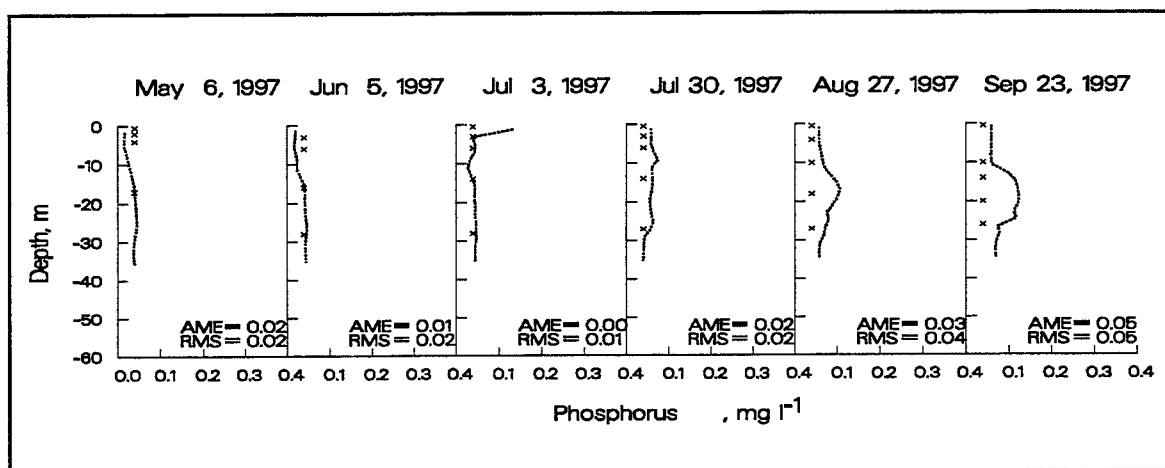 May 6, 1997 Jun 5, 1997 Jul 3, 1997 Jul 30, 1997 Aug 27, 1997 Sep 23, 1997
0
-10
-20
-30
-40
-50
-60
Depth, m
AME = 0.02 AME = 0.01 AME = 0.00 AME = 0.02 AME = 0.03 AME = 0.05
RMS = 0.02 RMS = 0.02 RMS = 0.01 RMS = 0.02 RMS = 0.04 RMS = 0.05
0.0 0.1 0.2 0.3 0.4 0.1 0.2 0.3 0.4 0.1 0.2 0.3 0.4 0.1 0.2 0.3 0.4 0.1 0.2 0.3 0.4 0.1 0.2 0.3 0.4
Phosphorus , mg l⁻¹